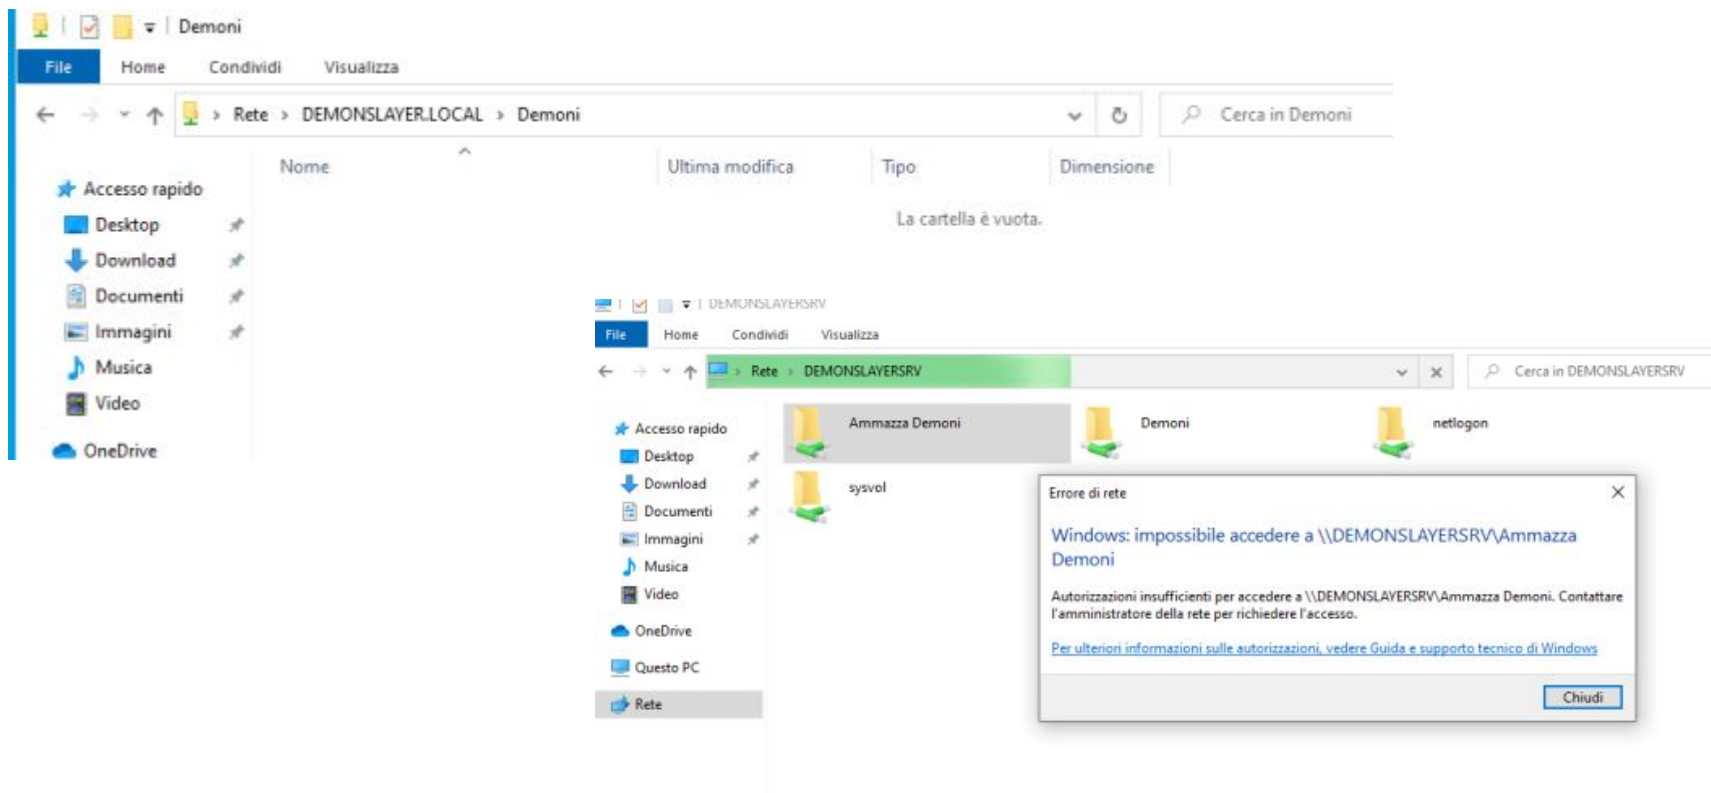 Demoni
File Home Condividi Visualizza
Rete > DEMONSLAYER.LOCAL > Demoni
Cerca in Demoni
Nome Ultima modifica Tipo Dimensione
La cartella è vuota.
Accesso rapido
Desktop
Download
Documenti
Immagini
Musica
Video
OneDrive
DEMONSLAYERSRV
File Home Condividi Visualizza
Rete > DEMONSLAYERSRV
Cerca in DEMONSLAYERSRV
Accesso rapido
Desktop
Download
Documenti
Immagini
Musica
Video
OneDrive
Questo PC
Rete
Ammazza Demoni Demoni netlogon
sysvol
Errore di rete
Windows: impossibile accedere a \\DEMONSLAYERSRV\Ammazza
Demoni
Autorizzazioni insufficienti per accedere a \\DEMONSLAYERSRV\Ammazza Demoni. Contattare
l'amministratore della rete per richiedere l'accesso.
Per ulteriori informazioni sulle autorizzazioni, vedere Guida e supporto tecnico di Windows
Chiudi